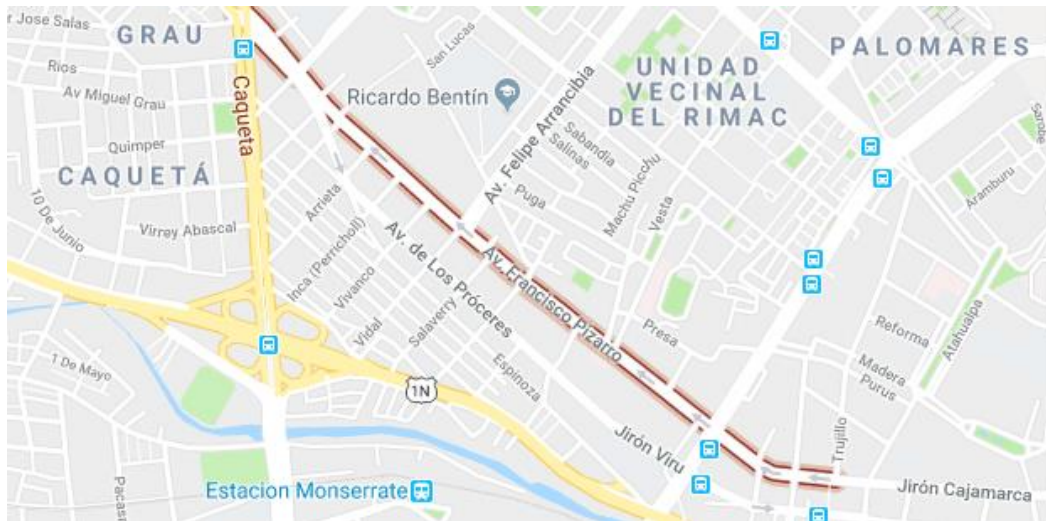 r Jose Salas
GRAU
San Lucas
Rios
Caqueta
Av Miguel Grau
Ricardo Bentín
Av. Felipe Arrancibia
UNIDAD
VECINAL
DEL RIMAC
PALOMARES
Sarobe
Quimper
CAQUETÁ
Sabandia
Salinas
Machu Picchu
Aramburu
10 De Junio
Virrey Abascal
Arrieta
Puga
Vesta
Inca (Perricholl)
Av. de Los Próceres
Av. Francisco Pizarro
Vivanco
Vidal
Salaverry
Presa
Reforma
Atahualpa
Madera
Purus
1 De Mayo
1N
Espinoza
Jirón Viru
Trujillo
Pacasm
Estacion Monserrate
Jirón Cajamarca